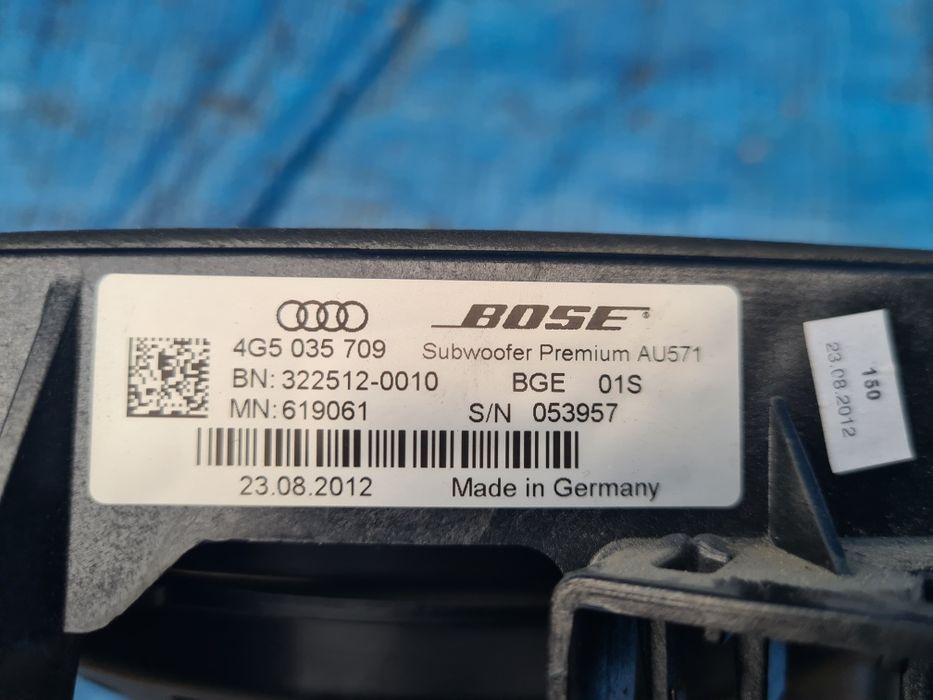 BOSE
4G5 035 709
Subwoofer Premium AU571
BN: 322512-0010
BGE 01S
MN: 619061
S/N 053957
23.08.2012
Made in Germany
150
23.08.2012